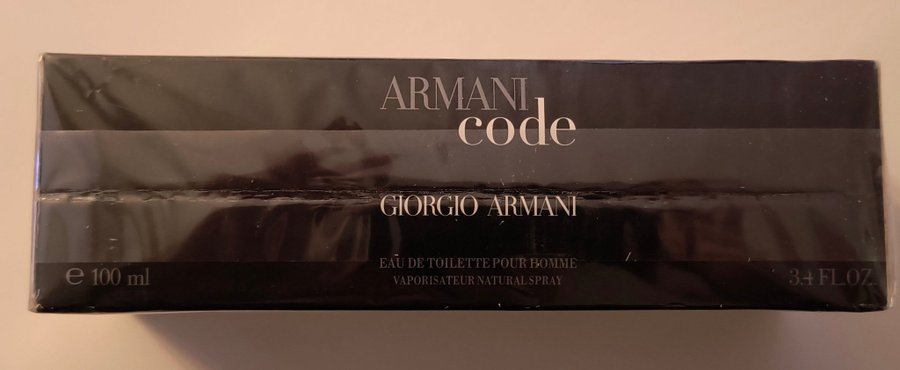 ARMANI
code
GIORGIO ARMANI
EAU DE TOILETTE POUR HOMME
VAPORISATEUR NATURAL SPRAY
e 100 ml
3.4 FL.OZ.